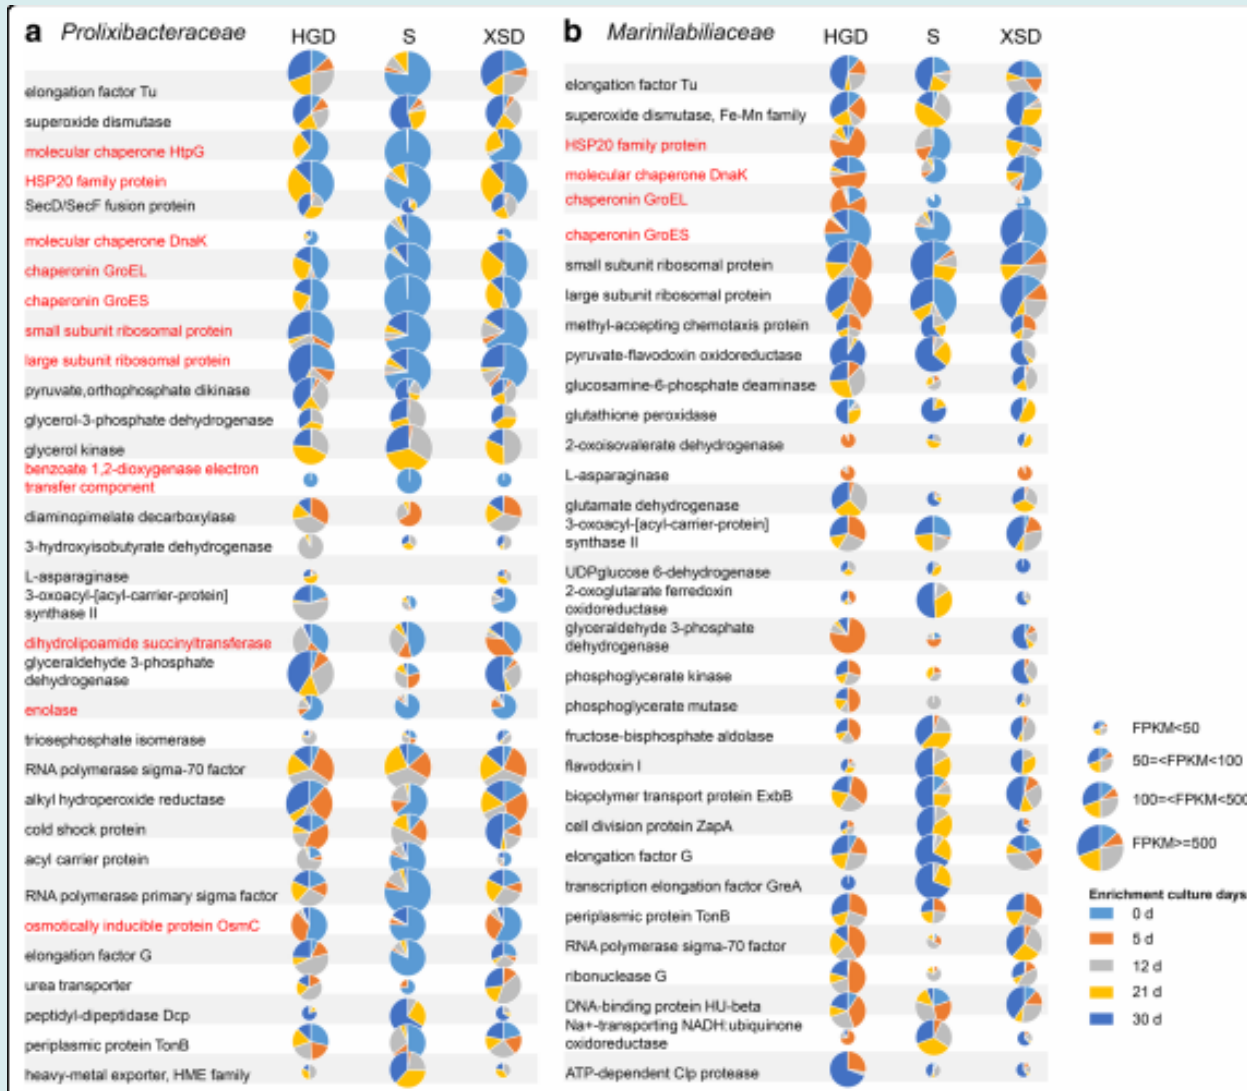 a Prolixibacteraceae HGD S XSD
elongation factor Tu
superoxide dismutase
molecular chaperone HtpG
HSP20 family protein
SecD/SecF fusion protein
molecular chaperone DnaK
chaperonin GroEL
chaperonin GroES
small subunit ribosomal protein
large subunit ribosomal protein
pyruvate,orthophosphate dikinase
glycerol-3-phosphate dehydrogenase
glycerol kinase
benzoate 1,2-dioxygenase electron
transfer component
diaminopimelate decarboxylase
3-hydroxyisobutyrate dehydrogenase
L-asparaginase
3-oxoacyl-[acyl-carrier-protein]
synthase II
dihydrolipoamide succinyltransferase
glyceraldehyde 3-phosphate
dehydrogenase
enolase
triosephosphate isomerase
RNA polymerase sigma-70 factor
alkyl hydroperoxide reductase
cold shock protein
acyl carrier protein
RNA polymerase primary sigma factor
osmotically inducible protein OsmC
elongation factor G
urea transporter
peptidyl-dipeptidase Dcp
periplasmic protein TonB
heavy-metal exporter, HME family
b Marinilabiliaceae HGD S XSD
elongation factor Tu
superoxide dismutase, Fe-Mn family
HSP20 family protein
molecular chaperone DnaK
chaperonin GroEL
chaperonin GroES
small subunit ribosomal protein
large subunit ribosomal protein
methyl-accepting chemotaxis protein
pyruvate-flavodoxin oxidoreductase
glucosamine-6-phosphate deaminase
glutathione peroxidase
2-oxoisovalerate dehydrogenase
L-asparaginase
glutamate dehydrogenase
3-oxoacyl-[acyl-carrier-protein]
synthase II
UDPglucose 6-dehydrogenase
2-oxoglutarate ferredoxin
oxidoreductase
glyceraldehyde 3-phosphate
dehydrogenase
phosphoglycerate kinase
phosphoglycerate mutase
fructose-bisphosphate aldolase
flavodoxin I
biopolymer transport protein ExbB
cell division protein ZapA
elongation factor G
transcription elongation factor GreA
periplasmic protein TonB
RNA polymerase sigma-70 factor
ribonuclease G
DNA-binding protein HU-beta
Na+-transporting NADH:ubiquinone
oxidoreductase
ATP-dependent Clp protease
FPKM<50
50=<FPKM<100
100=<FPKM<500
FPKM>=500
Enrichment culture days
0 d
5 d
12 d
21 d
30 d